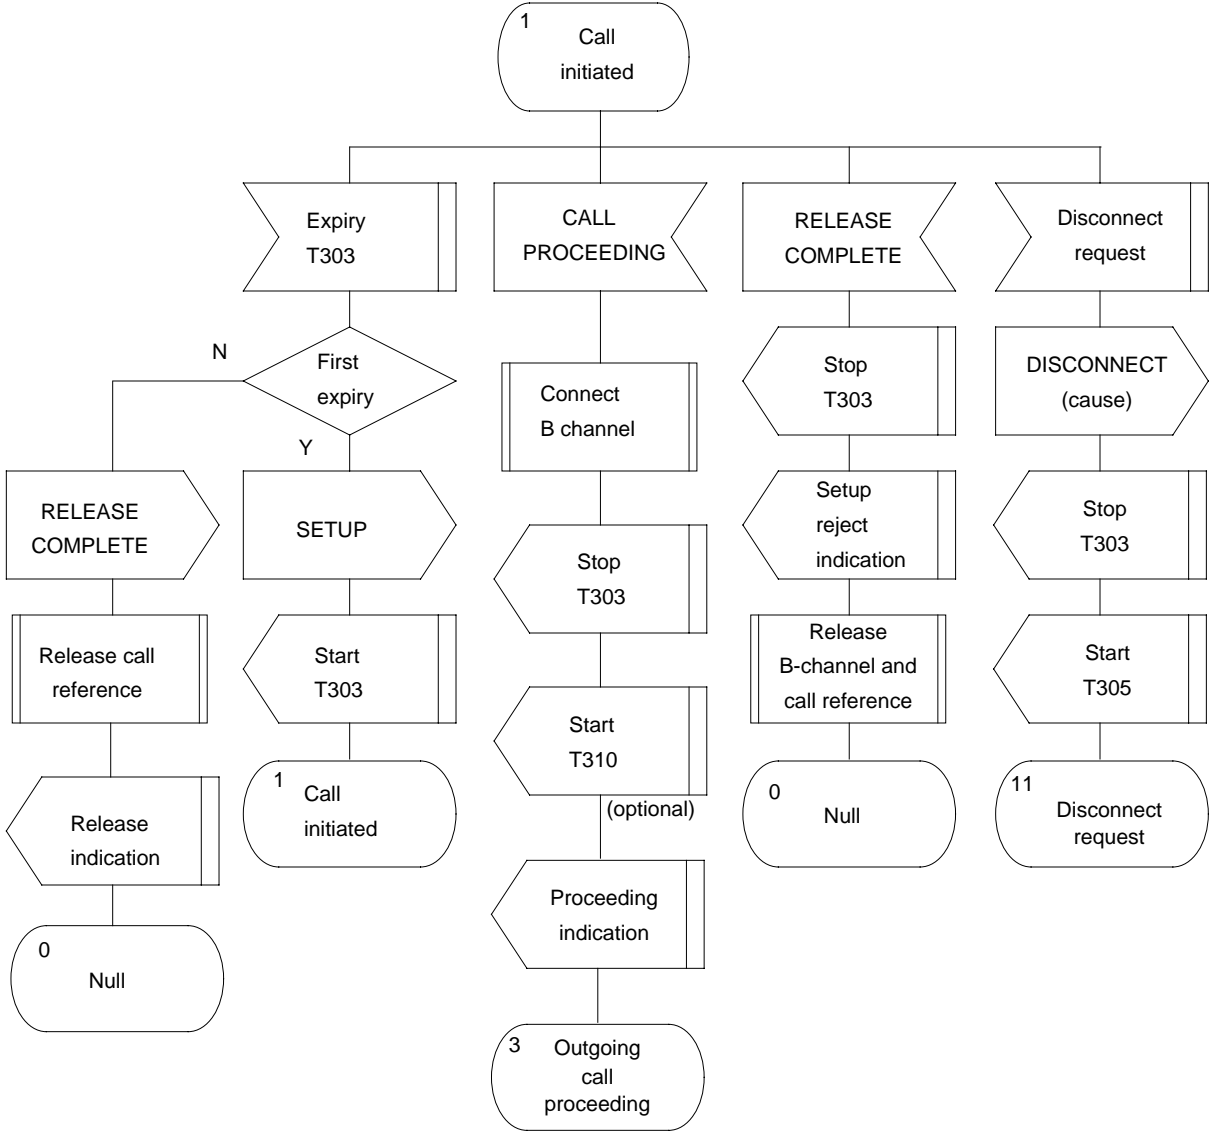 1
Call
initiated
Expiry
T303
CALL
PROCEEDING
RELEASE
COMPLETE
Disconnect
request
N
First
expiry
Y
Connect
B channel
Stop
T303
DISCONNECT
(cause)
RELEASE
COMPLETE
SETUP
Stop
T303
Setup
reject
indication
Stop
T303
Release call
reference
Start
T303
Start
T310
(optional)
Release
B-channel and
call reference
Start
T305
Release
indication
1
Call
initiated
Proceeding
indication
0
Null
11
Disconnect
request
0
Null
3
Outgoing
call
proceeding